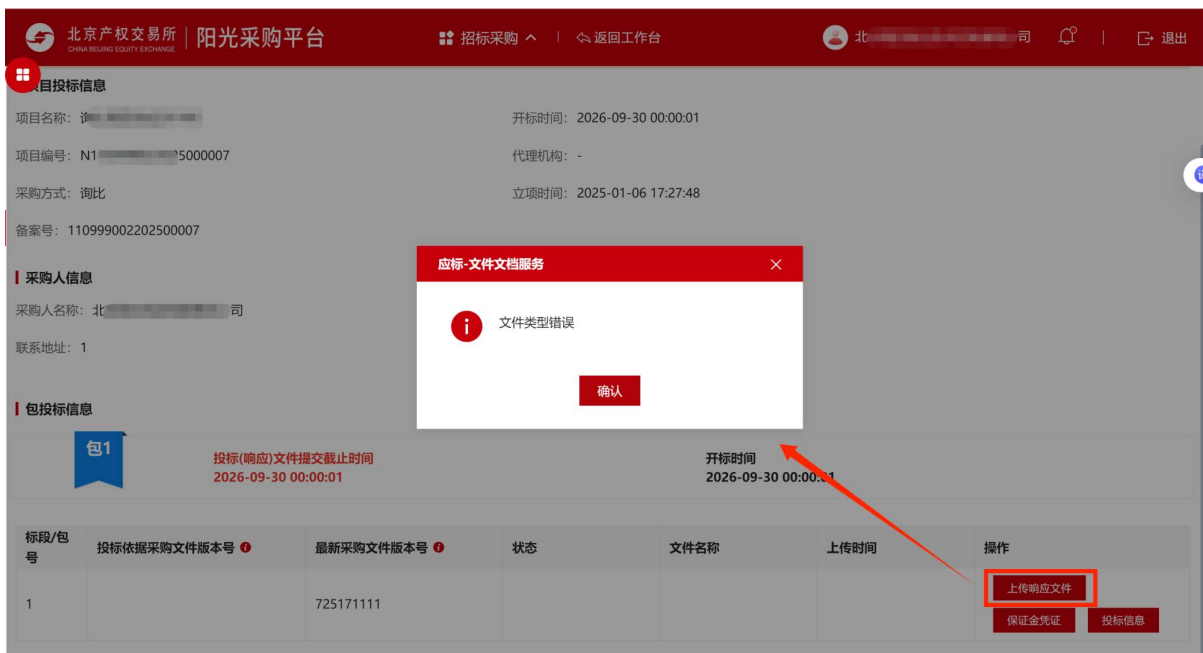 北京产权交易所 阳光采购平台 招标采购 返回工作台 北 司 退出
CHINA BEIJING EQUITY EXCHANGE
项目投标信息
项目名称： 开标时间：2026-09-30 00:00:01
项目编号：N1 5000007 代理机构：-
采购方式：询比 立项时间：2025-01-06 17:27:48
备案号：110999002202500007
应标-文件文档服务
采购人信息
采购人名称：北 司
文件类型错误
联系地址：1
确认
包投标信息
包1
投标(响应)文件提交截止时间 开标时间
2026-09-30 00:00:01 2026-09-30 00:00:01
标段/包号 投标依据采购文件版本号 最新采购文件版本号 状态 文件名称 上传时间 操作
上传响应文件
1 725171111
保证金凭证 投标信息